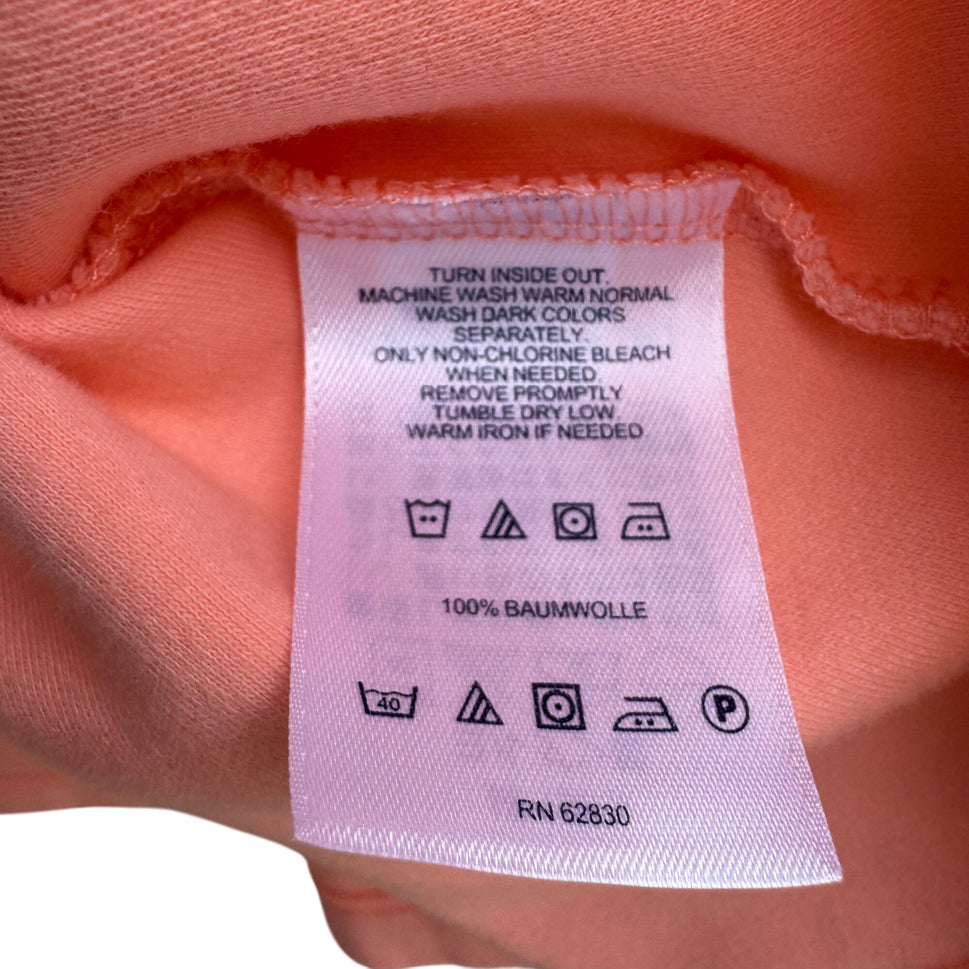 TURN INSIDE OUT.
MACHINE WASH WARM NORMAL
WASH DARK COLORS
SEPARATELY.
ONLY NON-CHLORINE BLEACH
WHEN NEEDED
REMOVE PROMPTLY
TUMBLE DRY LOW.
WARM IRON IF NEEDED
100% BAUMWOLLE
40
P
RN 62830